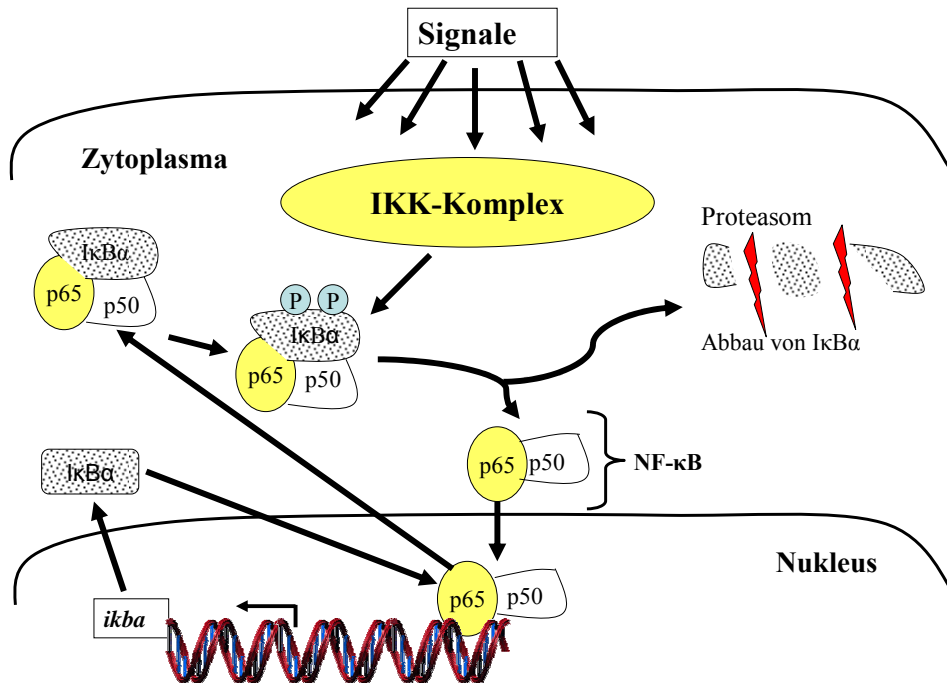 Signale
Zytoplasma
IKK-Komplex
Proteasom
IκBα
p65
p50
P P
IκBα
p65
p50
Abbau von IκBα
p65
p50
NF-κB
IκBα
Nukleus
p65
p50
ikba